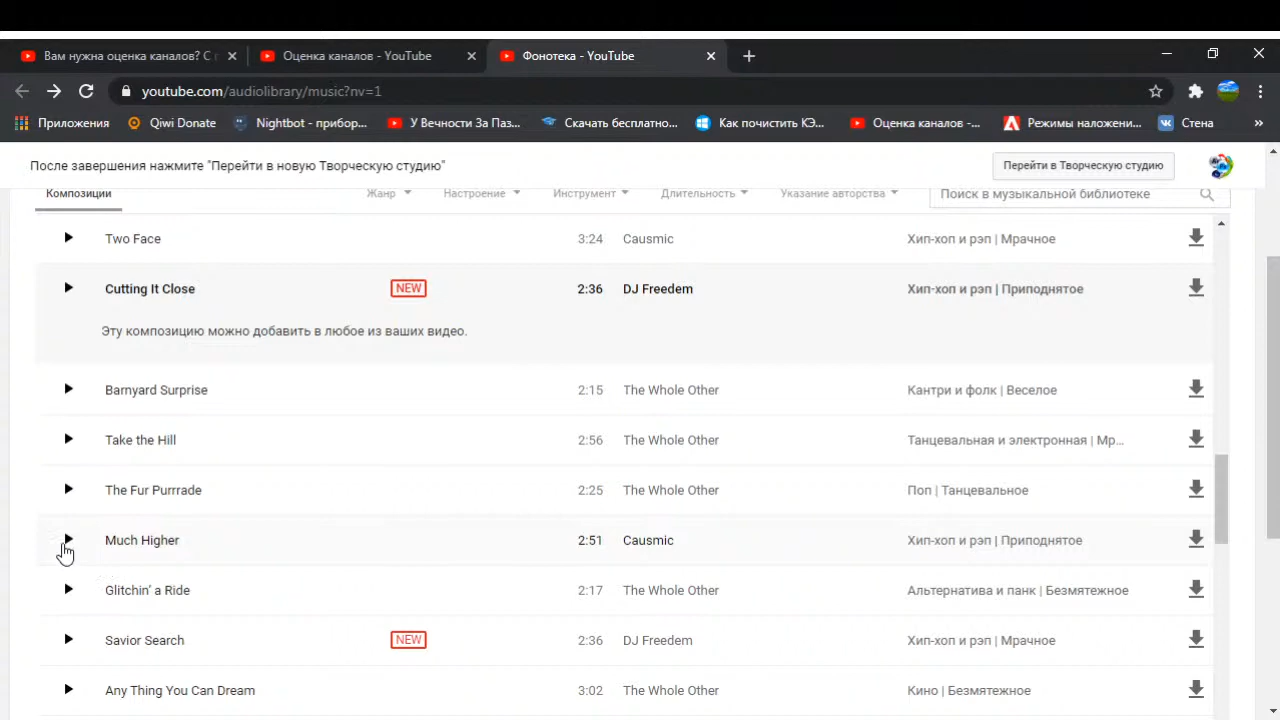 Вам нужна оценка каналов? С
Оценка каналов - YouTube
Фонотека - YouTube
youtube.com/audiolibrary/music?nv=1
Приложения
Qiwi Donate
Nightbot - прибор...
У Вечности За Паз...
Скачать бесплатно...
Как почистить КЭ...
Оценка каналов -...
Режимы наложени...
Стена
»
После завершения нажмите "Перейти в новую Творческую студию"
Перейти в Творческую студию
Композиции
Жанр
Настроение
Инструмент
Длительность
Указание авторства
Поиск в музыкальной библиотеке
Two Face 3:24 Causmic Хип-хоп и рэп | Мрачное
Cutting It Close NEW 2:36 DJ Freedem Хип-хоп и рэп | Приподнятое
Эту композицию можно добавить в любое из ваших видео.
Barnyard Surprise 2:15 The Whole Other Кантри и фолк | Веселое
Take the Hill 2:56 The Whole Other Танцевальная и электронная | Мр...
The Fur Purrrade 2:25 The Whole Other Поп | Танцевальное
Much Higher 2:51 Causmic Хип-хоп и рэп | Приподнятое
Glitchin' a Ride 2:17 The Whole Other Альтернатива и панк | Безмятежное
Savior Search NEW 2:36 DJ Freedem Хип-хоп и рэп | Мрачное
Any Thing You Can Dream 3:02 The Whole Other Кино | Безмятежное